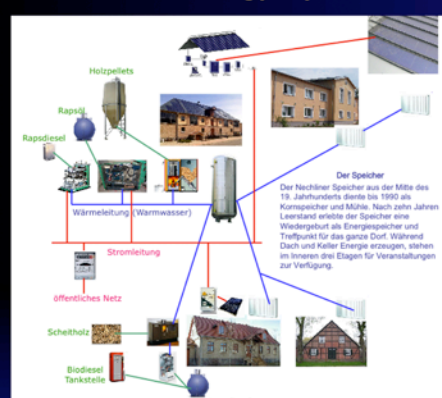 Holzpellets
Rapsöl
Rapsdiesel
Wärmeleitung (Warmwasser)
Stromleitung
öffentliches Netz
Scheitholz
Biodiesel
Tankstelle
Der Speicher
Der Nechliner Speicher aus der Mitte des
19. Jahrhunderts diente bis 1990 als
Kornspeicher und Mühle. Nach zehn Jahren
Leerstand erlebte der Speicher eine
Wiedergeburt als Energiespeicher und
Treffpunkt für das ganze Dorf. Während
Dach und Keller Energie erzeugen, stehen
im Inneren drei Etagen für Veranstaltungen
zur Verfügung.